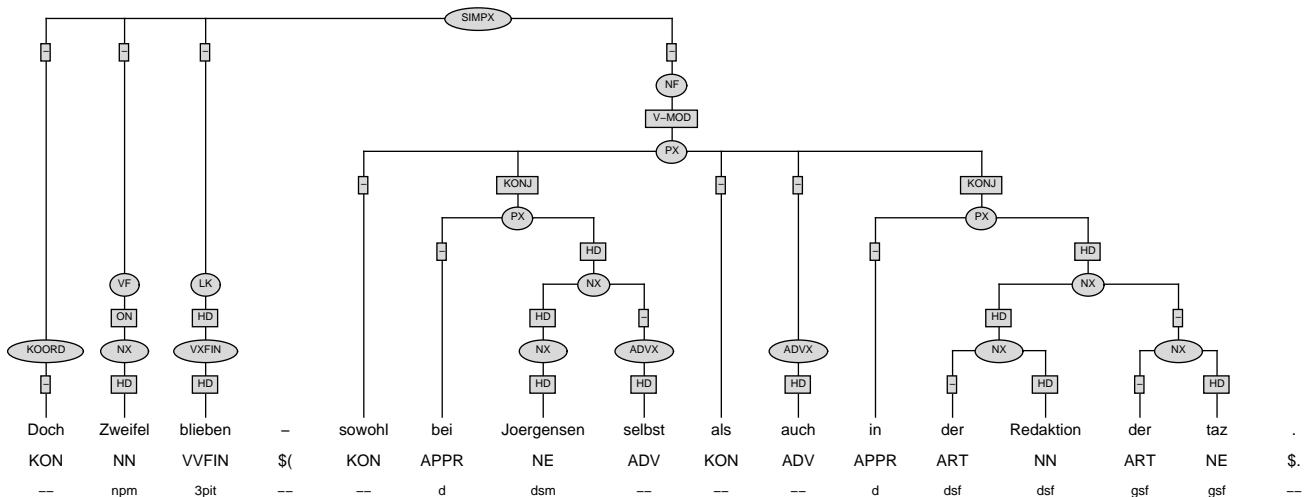 SIMPX
– – – –
NF
V–MOD
PX
– KONJ – – KONJ
PX PX
– HD – HD
VF LK NX NX
ON HD HD – HD –
KOORD NX VXFIN NX ADVX ADVX NX NX
– HD HD HD HD HD – HD – HD
Doch Zweifel blieben – sowohl bei Joergensen selbst als auch in der Redaktion der taz .
KON NN VVFIN $( KON APPR NE ADV KON ADV APPR ART NN ART NE $.
–– npm 3pit –– –– d dsm –– –– –– d dsf dsf gsf gsf ––